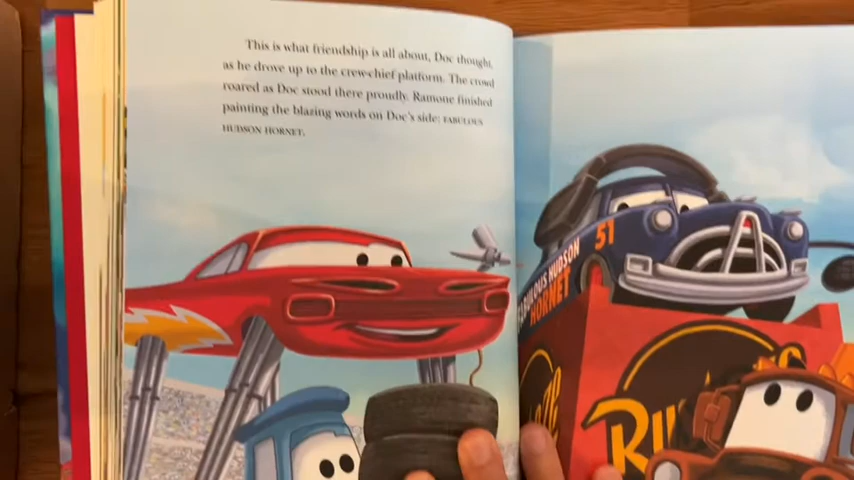 This is what friendship is all about, Doc thought,
as he drove up to the crew-chief platform. The crowd
roared as Doc stood there proudly. Ramone finished
painting the blazing words on Doc's side: FABULOUS
HUDSON HORNET.
51
FABULOUS HUDSON
HORNET